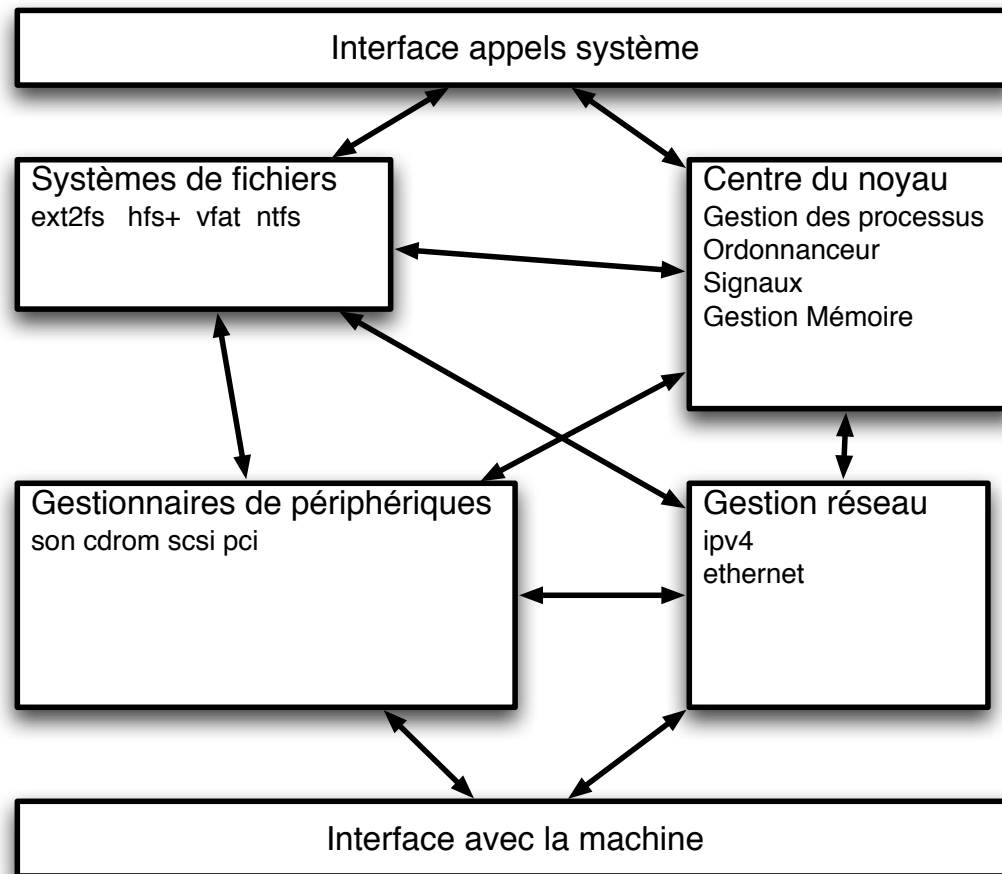 Interface appels système
Systèmes de fichiers
ext2fs hfs+ vfat ntfs
Centre du noyau
Gestion des processus
Ordonnanceur
Signaux
Gestion Mémoire
Gestionnaires de périphériques
son cdrom scsi pci
Gestion réseau
ipv4
ethernet
Interface avec la machine